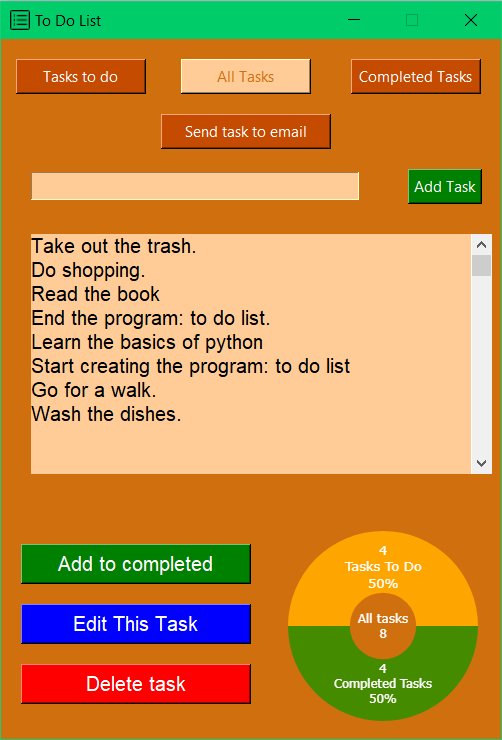 To Do List
Tasks to do
All Tasks
Completed Tasks
Send task to email
Add Task
Take out the trash.
Do shopping.
Read the book
End the program: to do list.
Learn the basics of python
Start creating the program: to do list
Go for a walk.
Wash the dishes.
Add to completed
Edit This Task
Delete task
4
Tasks To Do
50%
All tasks
8
4
Completed Tasks
50%